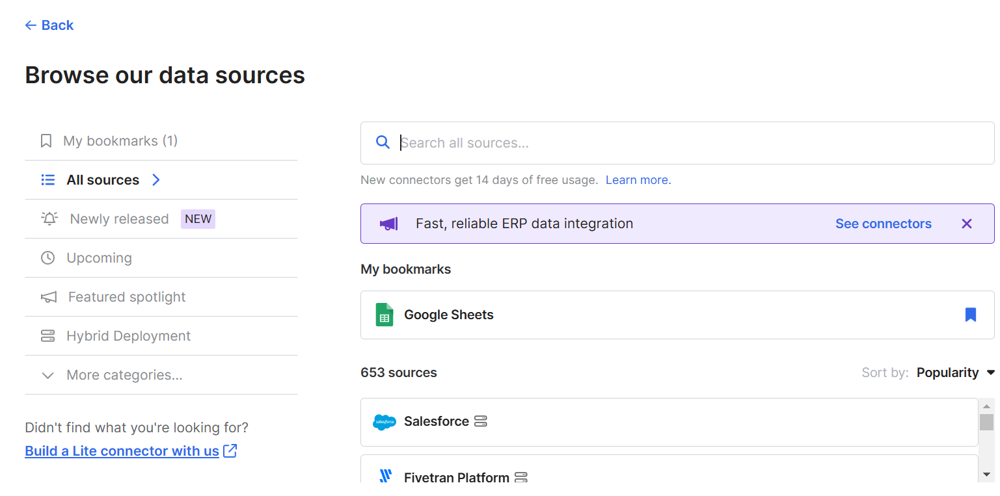 Back
Browse our data sources
My bookmarks (1)
All sources
Newly released NEW
Upcoming
Featured spotlight
Hybrid Deployment
More categories...
Didn't find what you're looking for?
Build a Lite connector with us
Search all sources...
New connectors get 14 days of free usage. Learn more.
Fast, reliable ERP data integration See connectors
My bookmarks
Google Sheets
653 sources Sort by: Popularity
salesforce Salesforce
Fivetran Platform